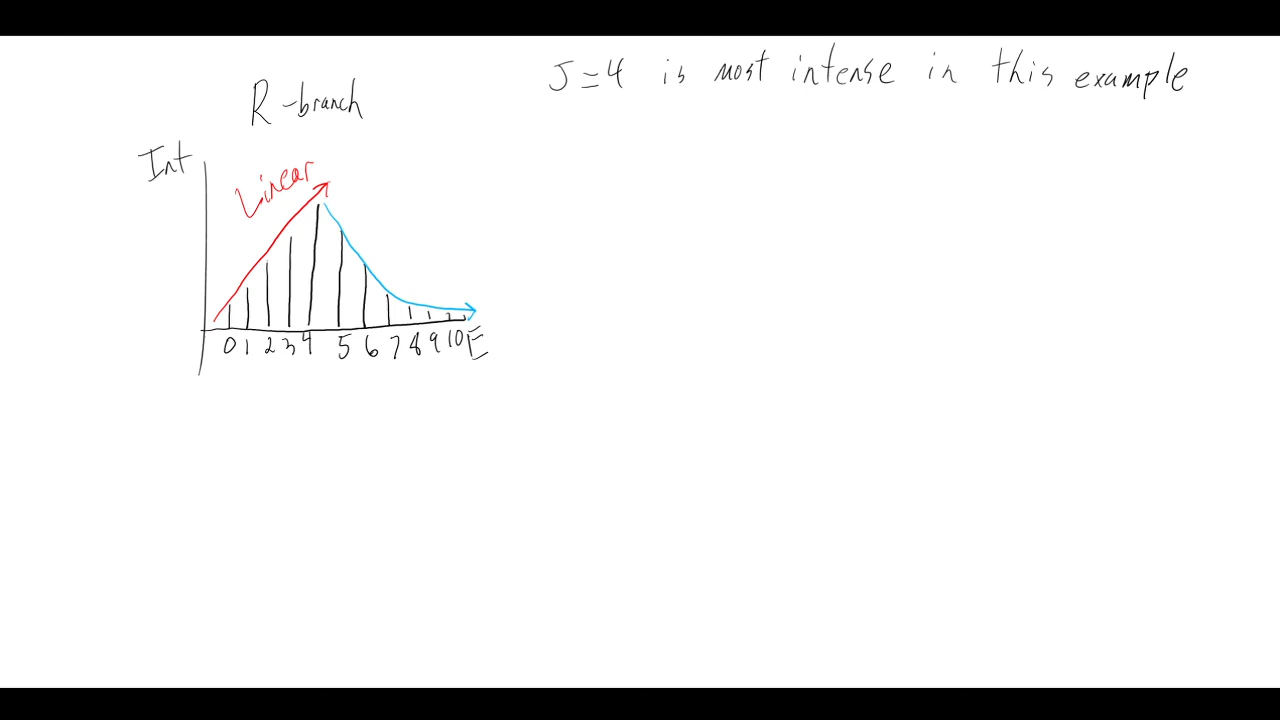 J=4 is most intense in this example
R-branch
Int
Linear
0 1 2 3 4 5 6 7 8 9 10 E